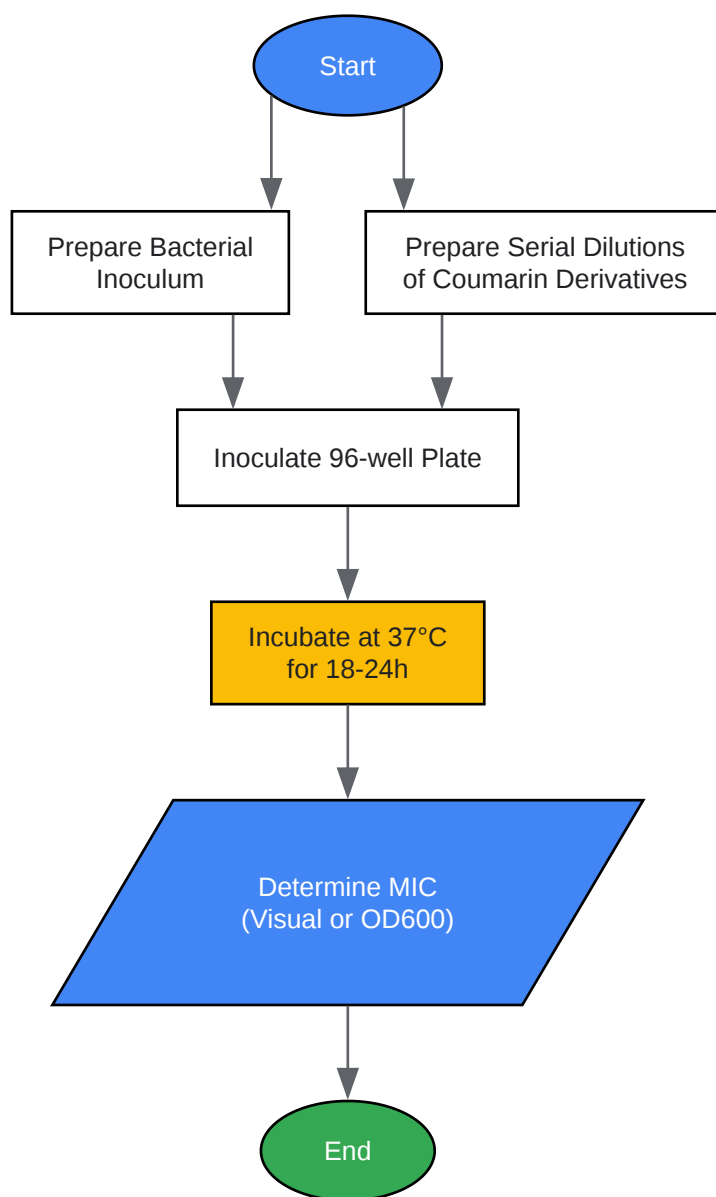 Start
Prepare Bacterial
Inoculum
Prepare Serial Dilutions
of Coumarin Derivatives
Inoculate 96-well Plate
Incubate at 37°C
for 18-24h
Determine MIC
(Visual or OD600)
End